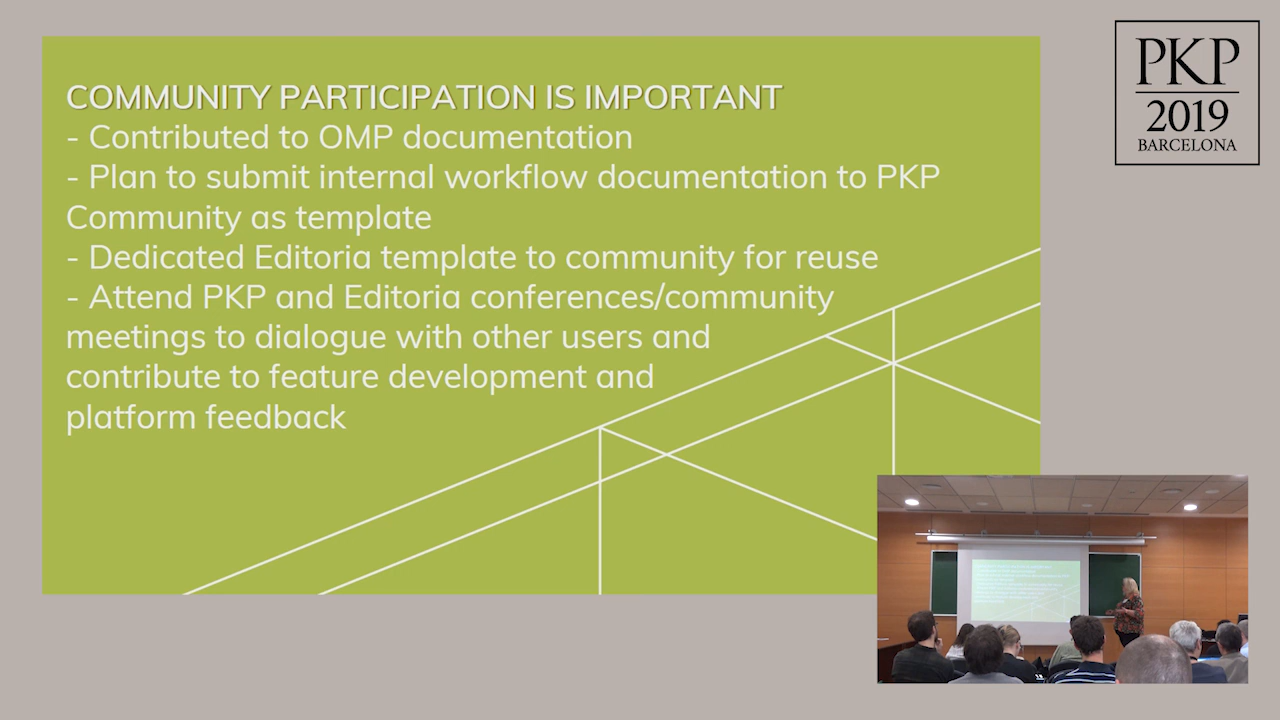 COMMUNITY PARTICIPATION IS IMPORTANT
- Contributed to OMP documentation
- Plan to submit internal workflow documentation to PKP
Community as template
- Dedicated Editoria template to community for reuse
- Attend PKP and Editoria conferences/community
meetings to dialogue with other users and
contribute to feature development and
platform feedback
PKP
2019
BARCELONA